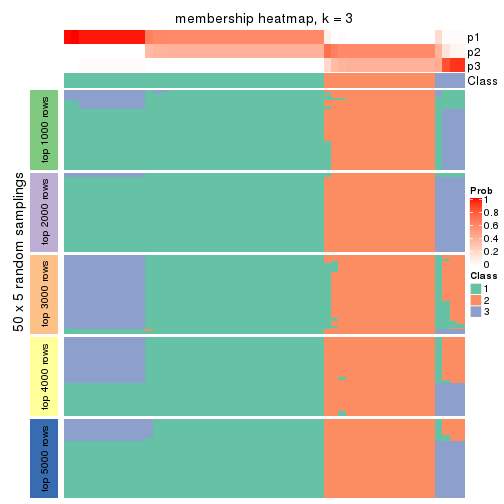 membership heatmap, k = 3
p1
p2
p3
Class
50 x 5 random samplings
top 1000 rows
top 2000 rows
top 3000 rows
top 4000 rows
top 5000 rows
Prob
1
0.8
0.6
0.4
0.2
0
Class
1
2
3